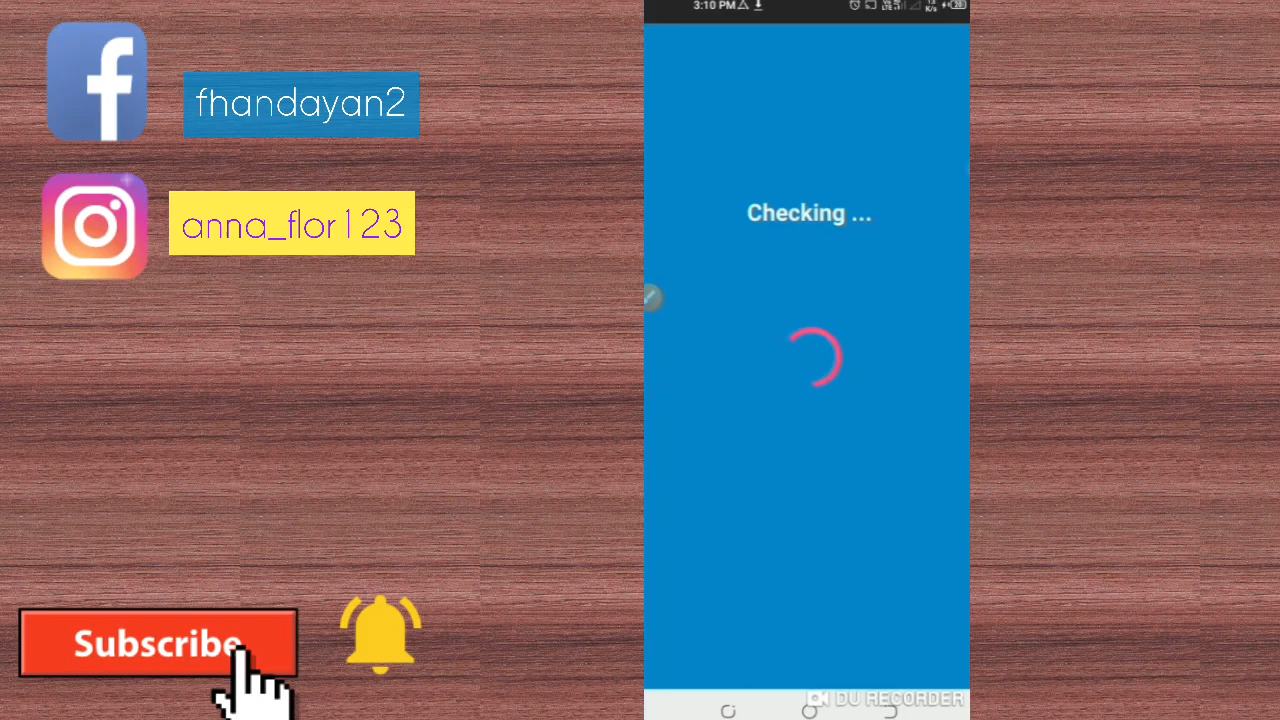 fhandayan2
anna_flor123
Subscribe
3:10 PM
Checking ...
DU RECORDER